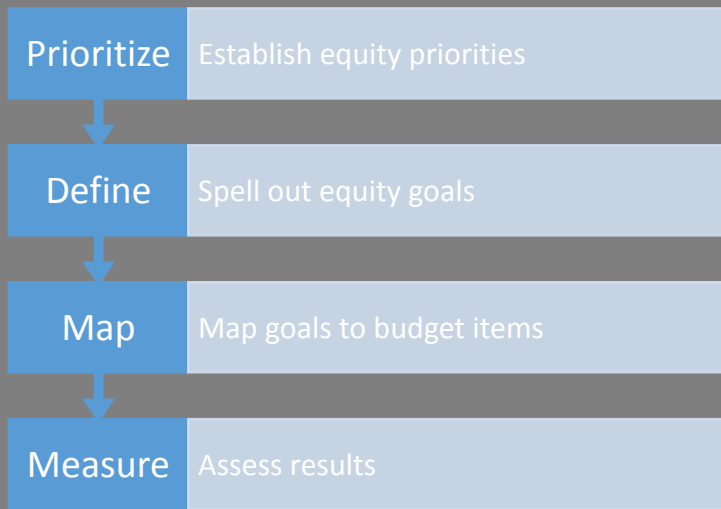 Prioritize
Establish equity priorities
Define
Spell out equity goals
Map
Map goals to budget items
Measure
Assess results